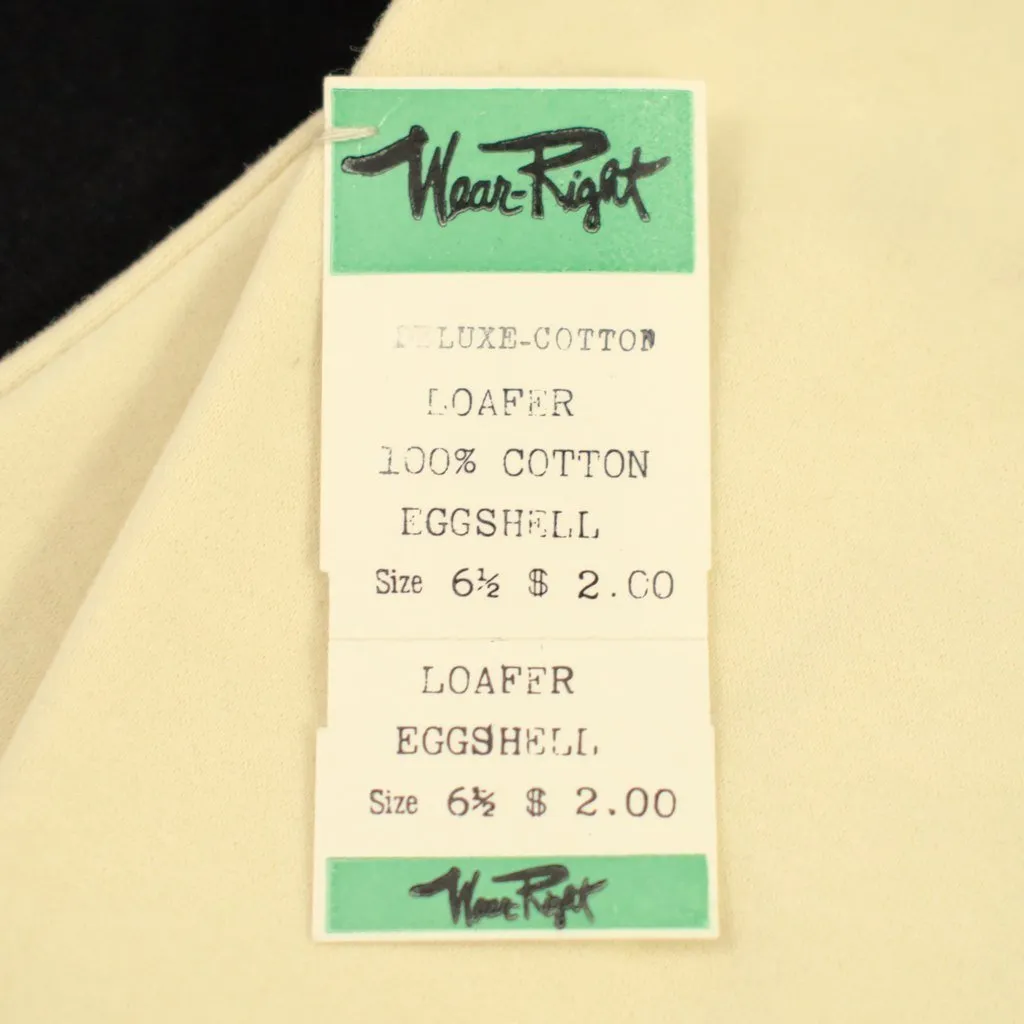 Wear-Right
DELUXE-COTTON
LOAFER
100% COTTON
EGGSHELL
Size 6½ $ 2.00
LOAFER
EGGSHELL
Size 6½ $ 2.00
Wear-Right